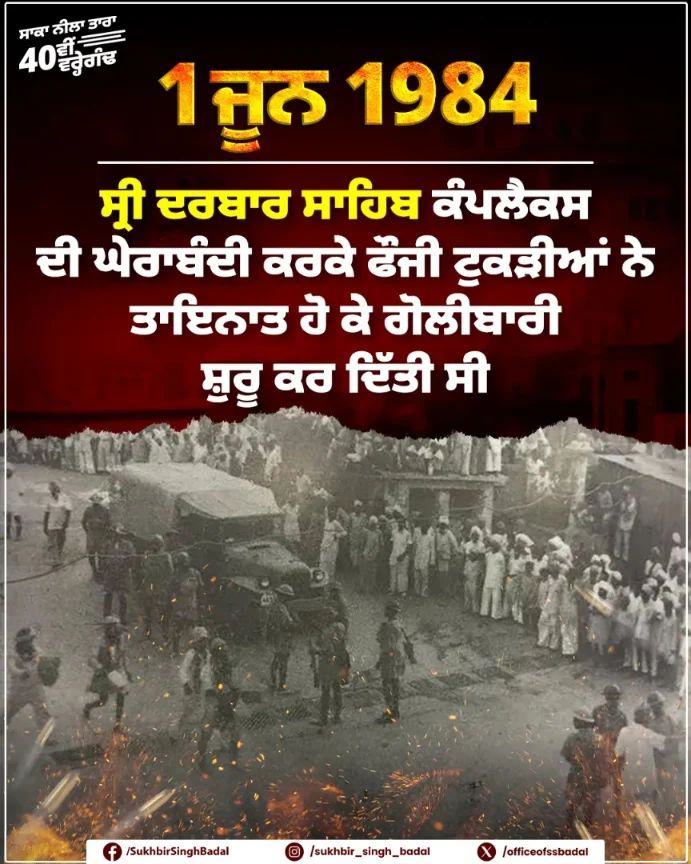 ਸਾਕਾ ਨੀਲਾ ਤਾਰਾ
40ਵੀਂ
ਵਰ੍ਹੇਗੰਢ
1 ਜੂਨ 1984
ਸ੍ਰੀ ਦਰਬਾਰ ਸਾਹਿਬ ਕੰਪਲੈਕਸ
ਦੀ ਘੇਰਾਬੰਦੀ ਕਰਕੇ ਫੌਜੀ ਟੁਕੜੀਆਂ ਨੇ
ਤਾਇਨਾਤ ਹੋ ਕੇ ਗੋਲੀਬਾਰੀ
ਸ਼ੁਰੂ ਕਰ ਦਿੱਤੀ ਸੀ
/SukhbirSinghBadal /sukhbir_singh_badal /officeofssbadal